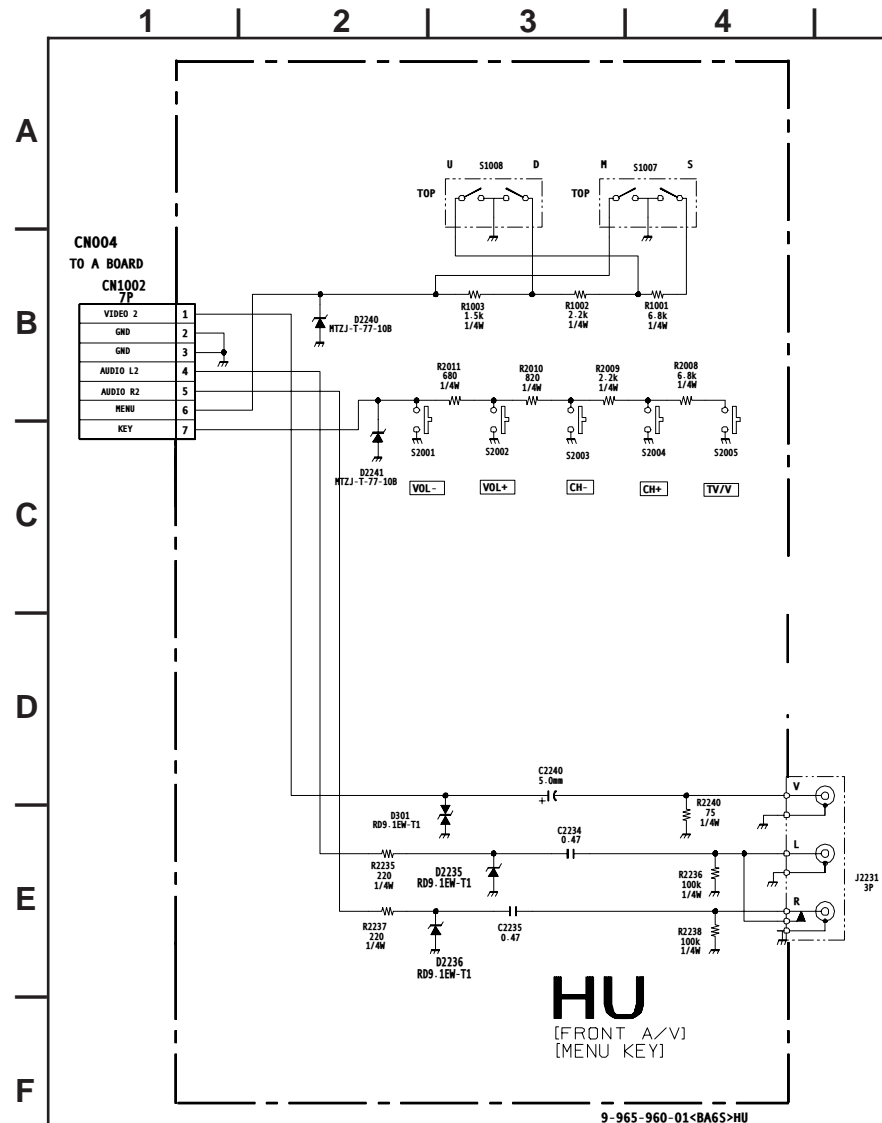 1 2 3 4
A
B
C
D
E
F
U S1008 D
TOP
M S1007 S
TOP
CN004
TO A BOARD
CN1002
7P
VIDEO 2 1
GND 2
GND 3
AUDIO L2 4
AUDIO R2 5
MENU 6
KEY 7
D2240
MTZJ-T-77-10B
R1003
1.5k
1/4W
R1002
2.2k
1/4W
R1001
6.8k
1/4W
R2011
680
1/4W
R2010
820
1/4W
R2009
2.2k
1/4W
R2008
6.8k
1/4W
D2241
MTZJ-T-77-10B
S2001
S2002
S2003
S2004
S2005
VOL-
VOL+
CH-
CH+
TV/V
C2240
5.0mm
+
D301
RD9.1EW-T1
R2240
75
1/4W
V
C2234
0.47
R2235
220
1/4W
D2235
RD9.1EW-T1
R2236
100k
1/4W
L
J2231
3P
R
R2237
220
1/4W
D2236
RD9.1EW-T1
C2235
0.47
R2238
100k
1/4W
HU
[FRONT A/V]
[MENU KEY]
9-965-960-01<BA6S>HU